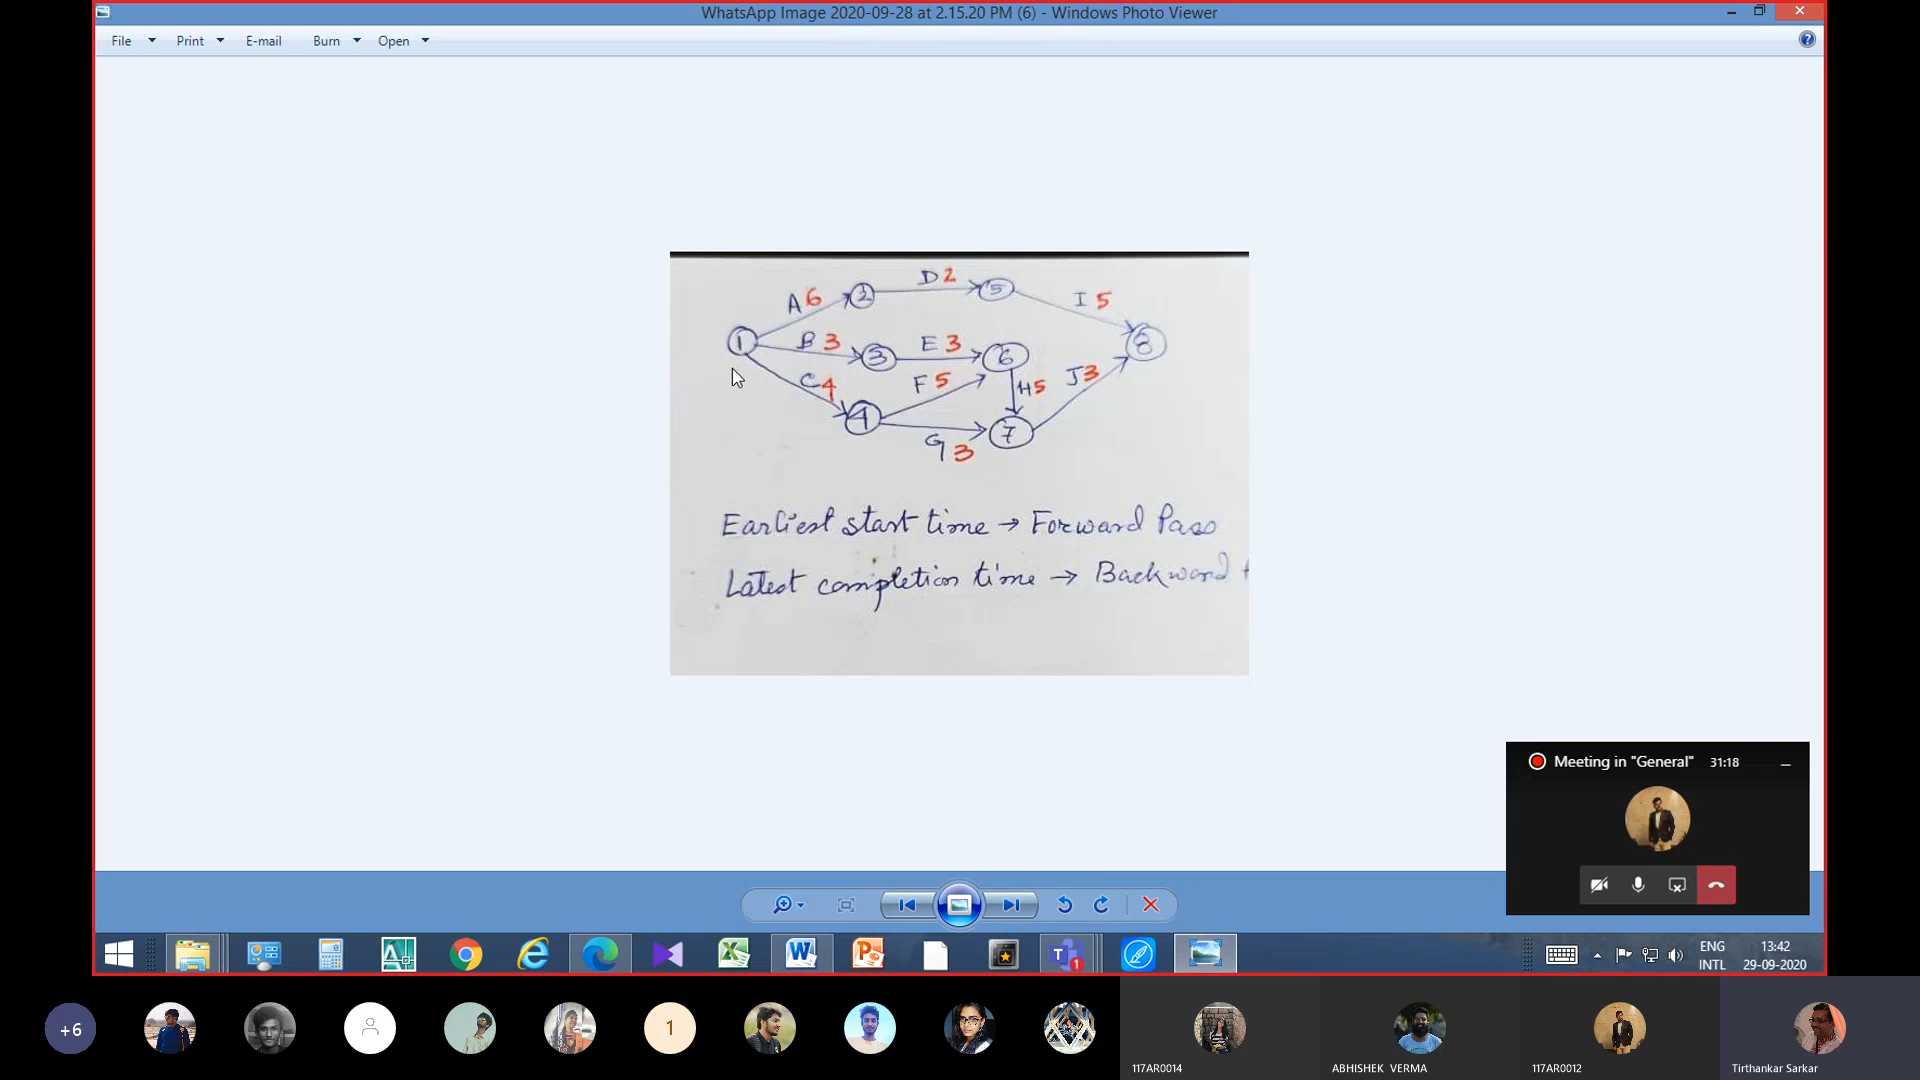 WhatsApp Image 2020-09-28 at 2.15.20 PM (6) - Windows Photo Viewer
File Print E-mail Burn Open
A 6
D 2
I 5
1
2
5
8
B 3
3
E 3
6
C 4
F 5
H 5
J 3
4
G 3
7
Earliest start time → Forward Pass
Latest completion time → Backward
Meeting in "General" 31:18
ENG
INTL
13:42
29-09-2020
1
+6
1
117AR0014
ABHISHEK VERMA
117AR0012
Tirthankar Sarkar